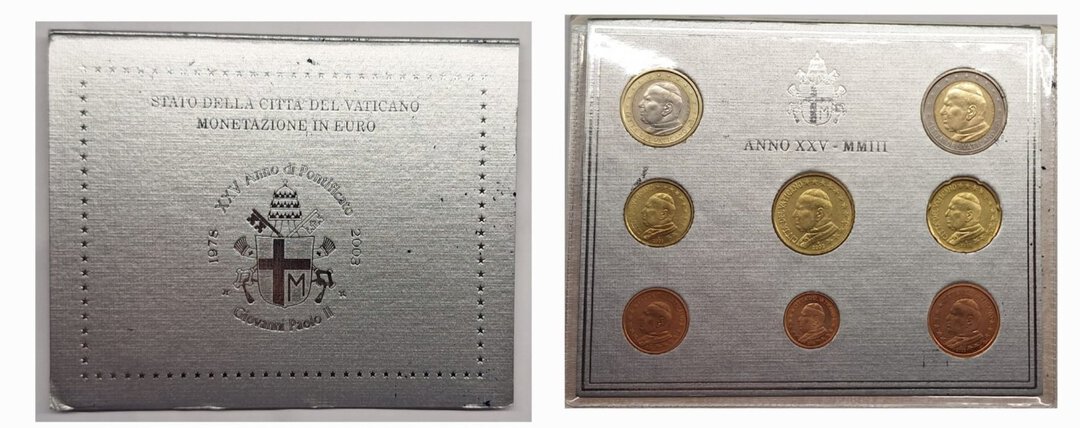 STATO DELLA CITTÀ DEL VATICANO
MONETAZIONE IN EURO
XXV Anno di Pontificato
1978
2003
M
Giovanni Paolo II
ANNO XXV - MMIII